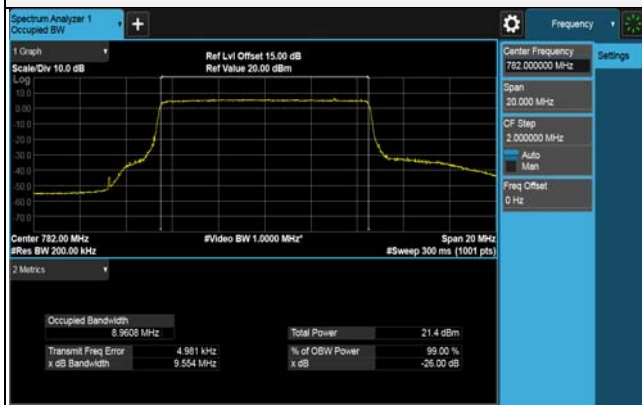 Spectrum Analyzer 1
Occupied BW
+
Frequency
1 Graph
Scale/Div 10.0 dB
Ref Lvl Offset 15.00 dB
Ref Value 20.00 dBm
Log
10.0
0.00
-10.0
-20.0
-30.0
-40.0
-50.0
-60.0
-70.0
Center 782.00 MHz
#Video BW 1.0000 MHz*
Span 20 MHz
#Res BW 200.00 kHz
#Sweep 300 ms (1001 pts)
2 Metrics
Occupied Bandwidth
8.9608 MHz
Total Power
21.4 dBm
Transmit Freq Error
4.981 kHz
% of OBW Power
99.00 %
x dB Bandwidth
9.554 MHz
x dB
-26.00 dB
Center Frequency
782.000000 MHz
Settings
Span
20.000 MHz
CF Step
2.000000 MHz
Auto
Man
Freq Offset
0 Hz